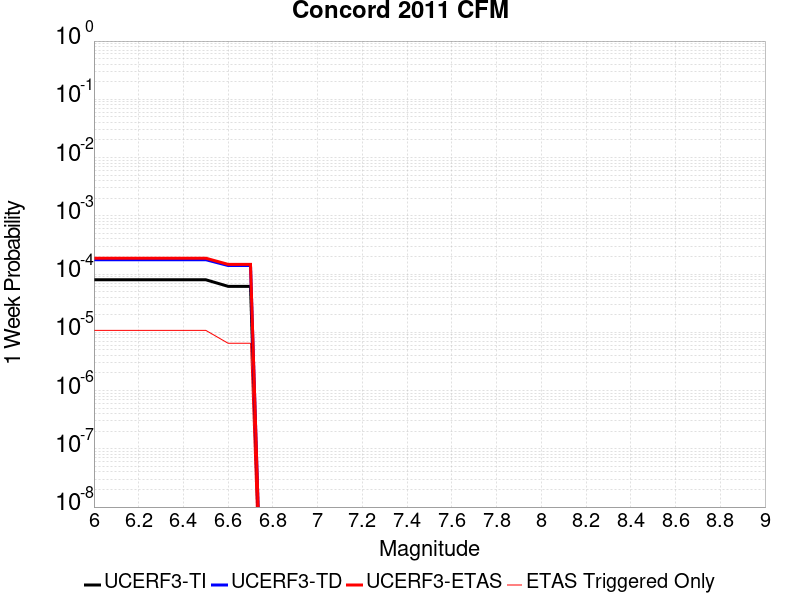 Concord 2011 CFM
10^0
10^-1
10^-2
10^-3
10^-4
10^-5
10^-6
10^-7
10^-8
1 Week Probability
6 6.2 6.4 6.6 6.8 7 7.2 7.4 7.6 7.8 8 8.2 8.4 8.6 8.8 9
Magnitude
UCERF3-TI UCERF3-TD UCERF3-ETAS ETAS Triggered Only